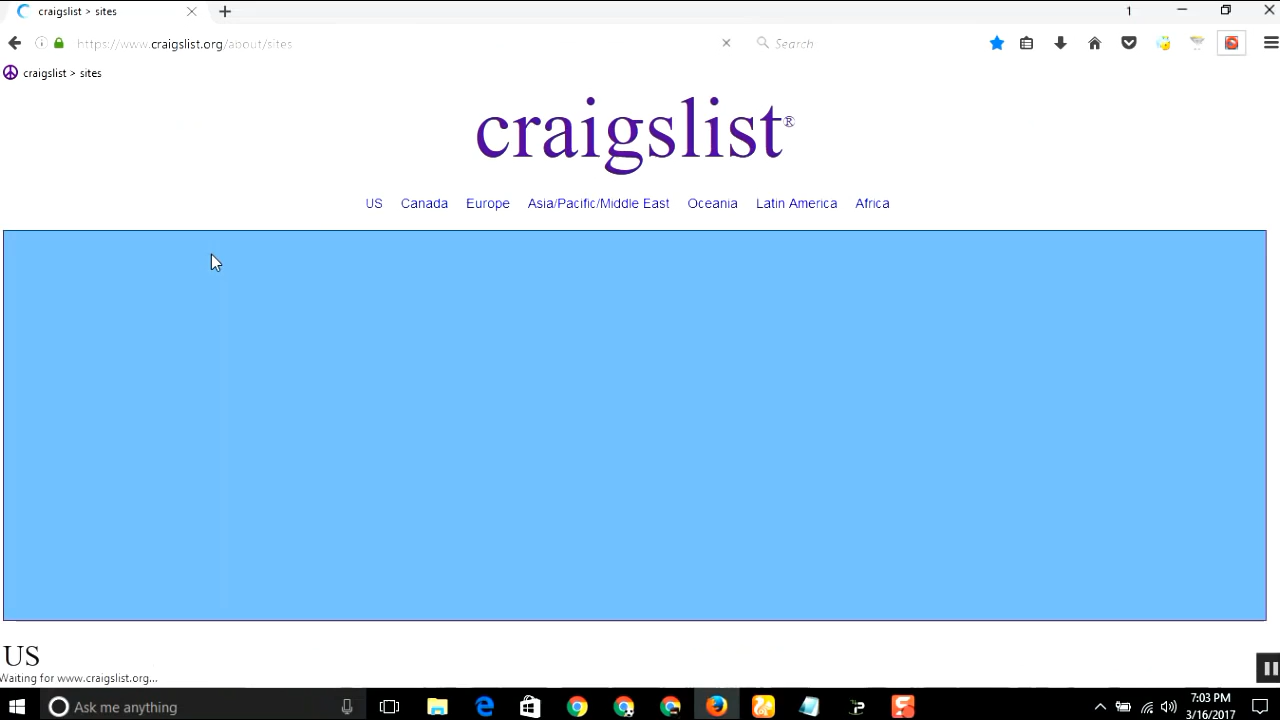 craigslist > sites
1
https://www.craigslist.org/about/sites
Search
craigslist > sites
craigslist®
US Canada Europe Asia/Pacific/Middle East Oceania Latin America Africa
US
Waiting for www.craigslist.org...
Ask me anything
7:03 PM
3/16/2017